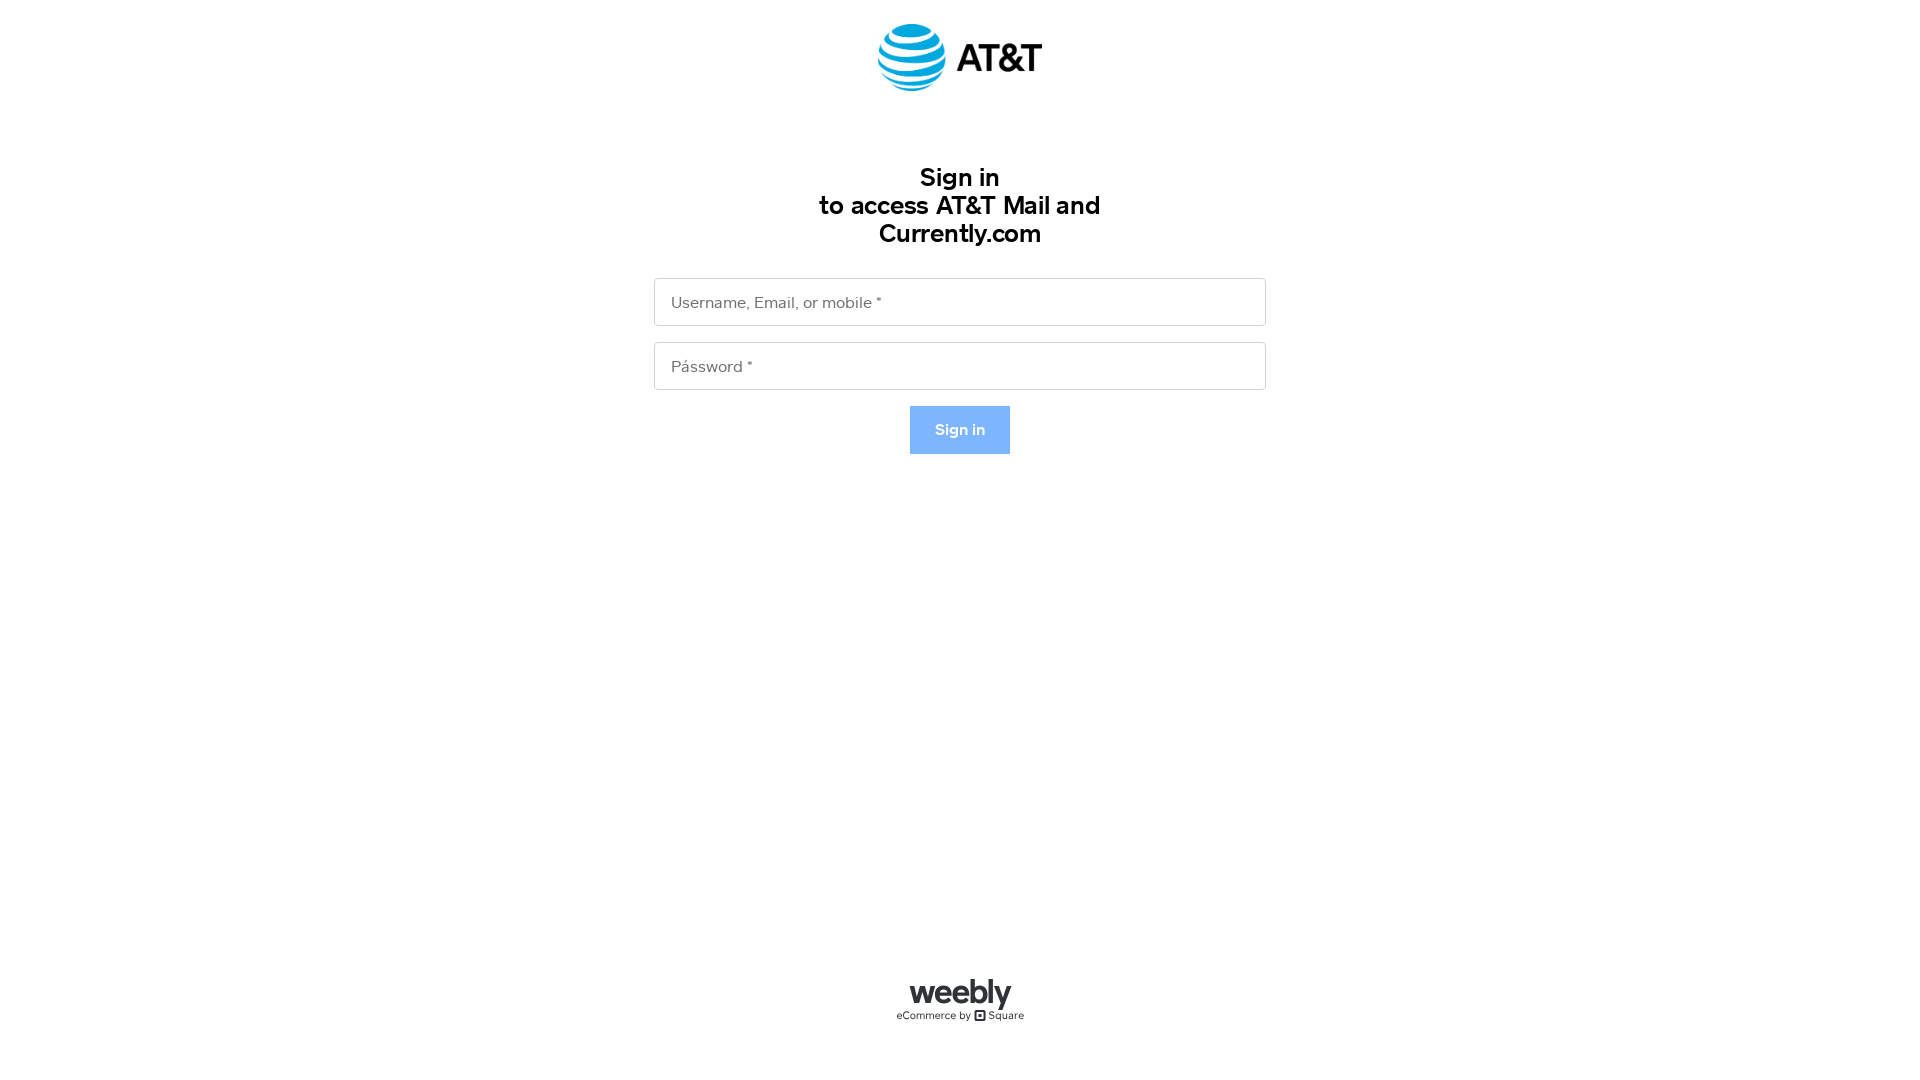 AT&T
Sign in
to access AT&T Mail and
Currently.com
Username, Email, or mobile *
Pássword *
Sign in
weebly
eCommerce by Square